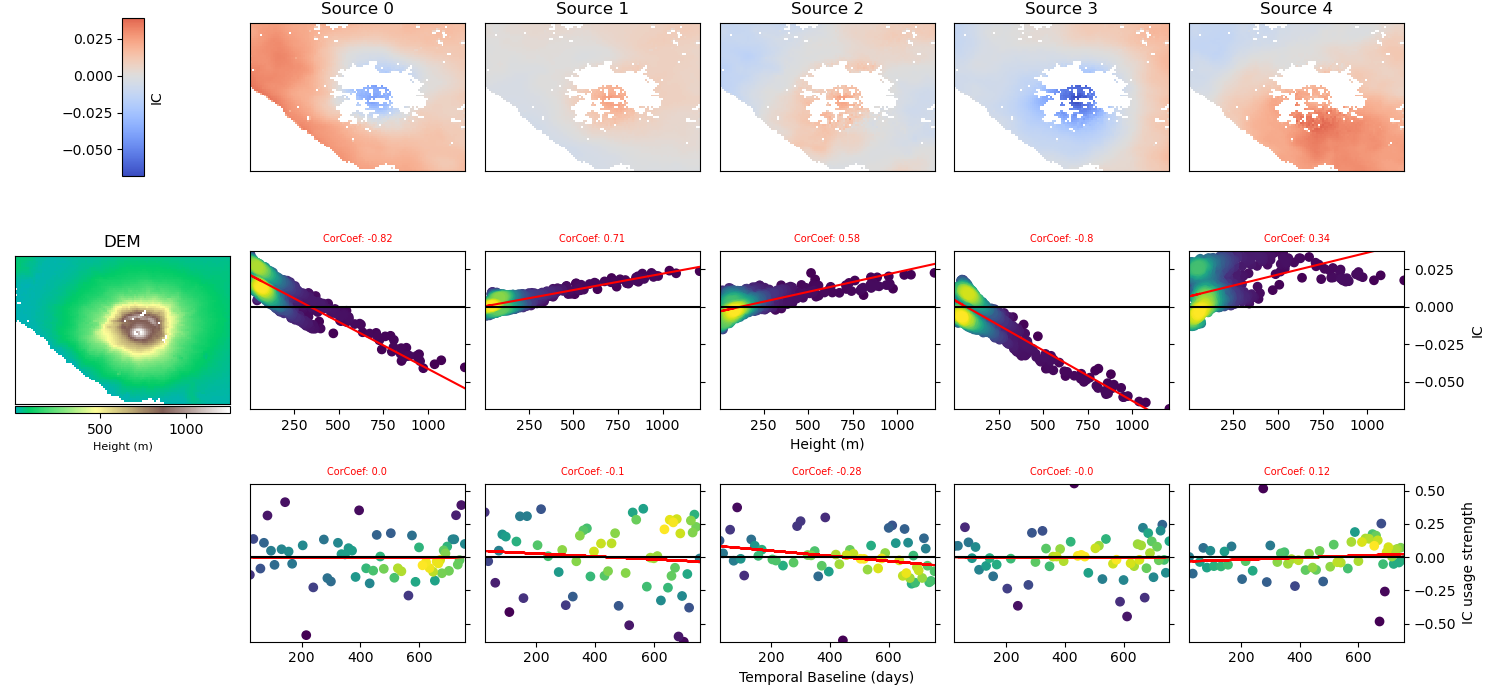 Source 0 Source 1 Source 2 Source 3 Source 4
0.025
0.000
−0.025
−0.050
IC
DEM
CorCoef: -0.82 CorCoef: 0.71 CorCoef: 0.58 CorCoef: -0.8 CorCoef: 0.34
0.025
0.000
−0.025
−0.050
IC
500 1000
Height (m)
250 500 750 1000 250 500 750 1000 250 500 750 1000 250 500 750 1000 250 500 750 1000
Height (m)
CorCoef: 0.0 CorCoef: -0.1 CorCoef: -0.28 CorCoef: -0.0 CorCoef: 0.12
0.50
0.25
0.00
−0.25
−0.50
IC usage strength
200 400 600 200 400 600 200 400 600 200 400 600 200 400 600
Temporal Baseline (days)